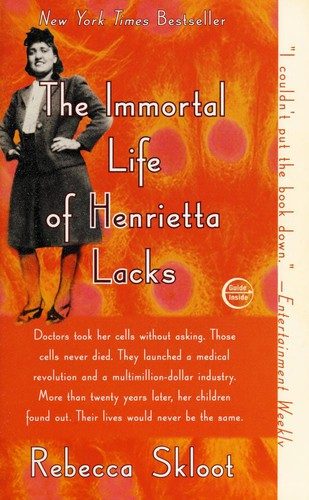 New York Times Bestseller
The Immortal
Life
of Henrietta
Lacks
"I couldn't put the book down." —Entertainment Weekly
Guide
Inside
Doctors took her cells without asking. Those
cells never died. They launched a medical
revolution and a multimillion-dollar industry.
More than twenty years later, her children
found out. Their lives would never be the same.
Rebecca Skloot